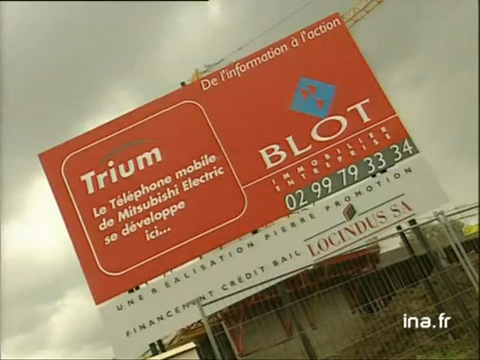 De l'information à l'action
Trium
Le Téléphone mobile
de Mitsubishi Electric
se développe
ici...
BLOT
IMMOBILIER
ENTREPRISE
02 99 79 33 34
UNE RÉALISATION PIERRE PROMOTION
FINANCEMENT CRÉDIT BAIL LOCINDUS SA
ina.fr